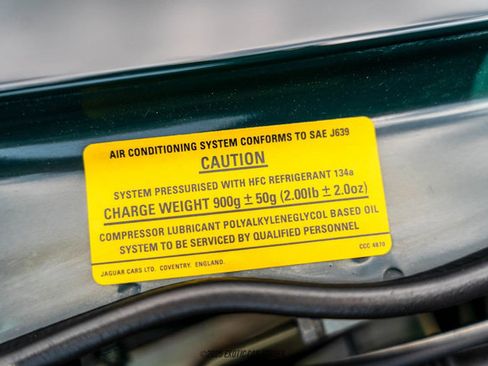 AIR CONDITIONING SYSTEM CONFORMS TO SAE J639
CAUTION
SYSTEM PRESSURISED WITH HFC REFRIGERANT 134a
CHARGE WEIGHT 900g ± 50g (2.00lb ± 2.0oz)
COMPRESSOR LUBRICANT POLYALKYLENEGLYCOL BASED OIL
SYSTEM TO BE SERVICED BY QUALIFIED PERSONNEL
JAGUAR CARS LTD. COVENTRY. ENGLAND.
CCC 4870